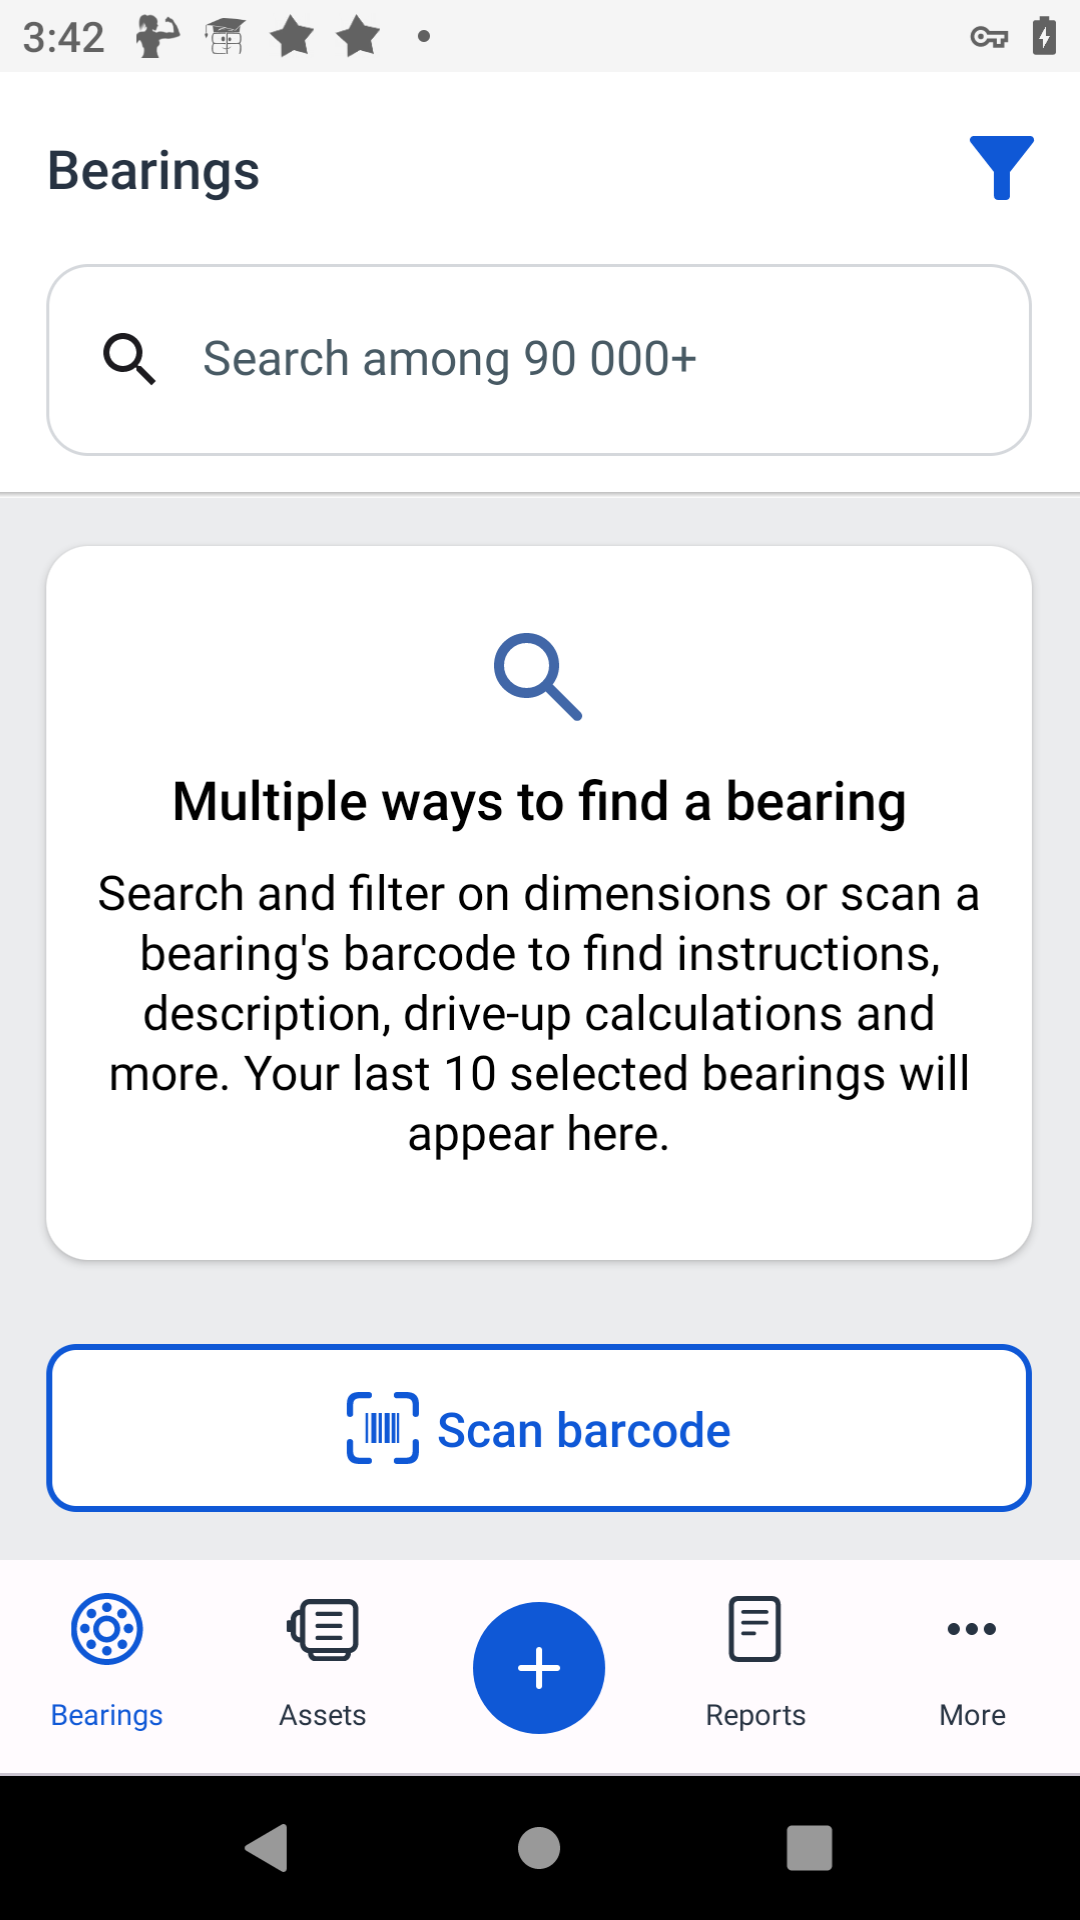 3:42
Bearings
Search among 90 000+
Multiple ways to find a bearing
Search and filter on dimensions or scan a
bearing's barcode to find instructions,
description, drive-up calculations and
more. Your last 10 selected bearings will
appear here.
Scan barcode
Bearings
Assets
Reports
More